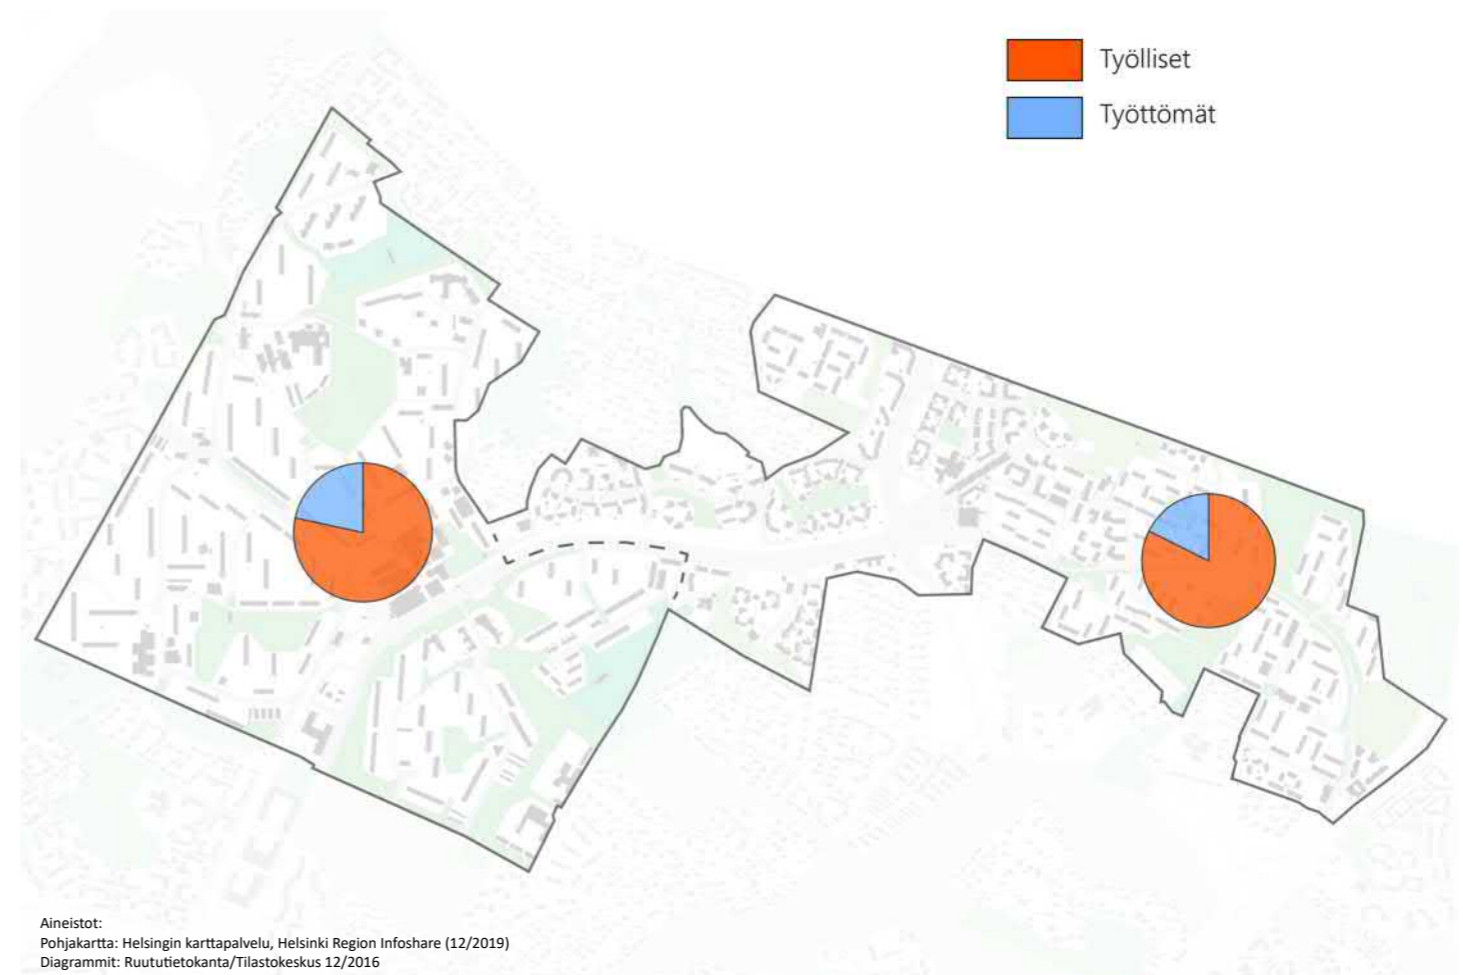 Työlliset
Työttömät
Aineistot:
Pohjakartta: Helsingin karttapalvelu, Helsinki Region Infoshare (12/2019)
Diagrammit: Ruututietokanta/Tilastokeskus 12/2016